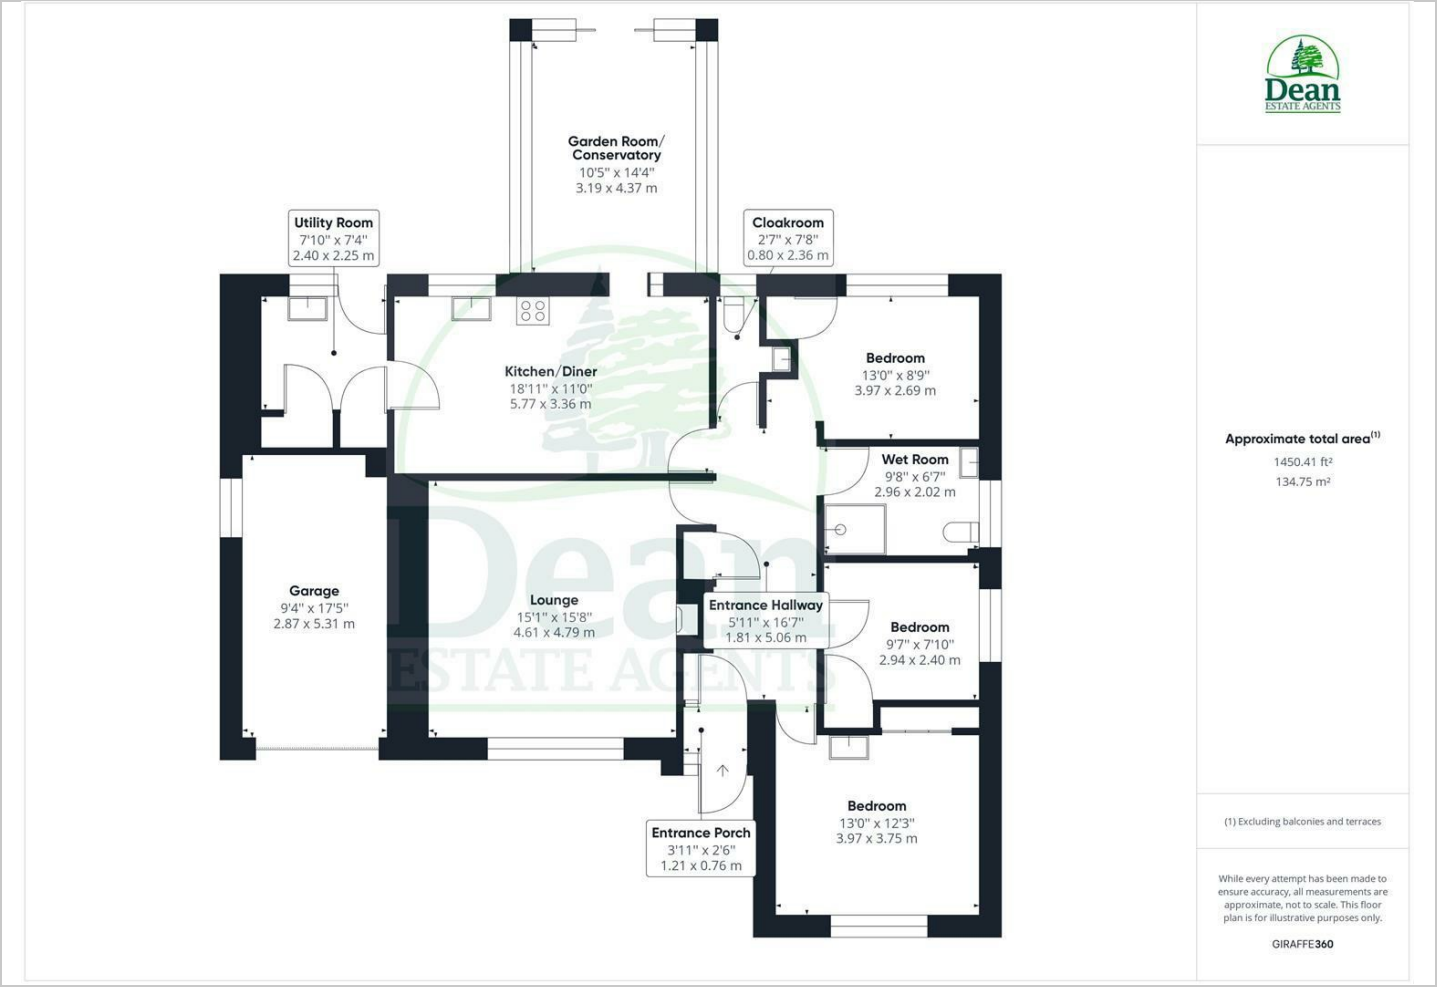 Garden Room/
Conservatory
10'5" x 14'4"
3.19 x 4.37 m
Utility Room
7'10" x 7'4"
2.40 x 2.25 m
Cloakroom
2'7" x 7'8"
0.80 x 2.36 m
Kitchen/Diner
18'11" x 11'0"
5.77 x 3.36 m
Bedroom
13'0" x 8'9"
3.97 x 2.69 m
Wet Room
9'8" x 6'7"
2.96 x 2.02 m
Garage
9'4" x 17'5"
2.87 x 5.31 m
Lounge
15'1" x 15'8"
4.61 x 4.79 m
Entrance Hallway
5'11" x 16'7"
1.81 x 5.06 m
Bedroom
9'7" x 7'10"
2.94 x 2.40 m
Bedroom
13'0" x 12'3"
3.97 x 3.75 m
Entrance Porch
3'11" x 2'6"
1.21 x 0.76 m
Dean
ESTATE AGENTS
Dean
ESTATE AGENTS
Approximate total area(1)
1450.41 ft²
134.75 m²
(1) Excluding balconies and terraces
While every attempt has been made to
ensure accuracy, all measurements are
approximate, not to scale. This floor
plan is for illustrative purposes only.
GIRAFFE360